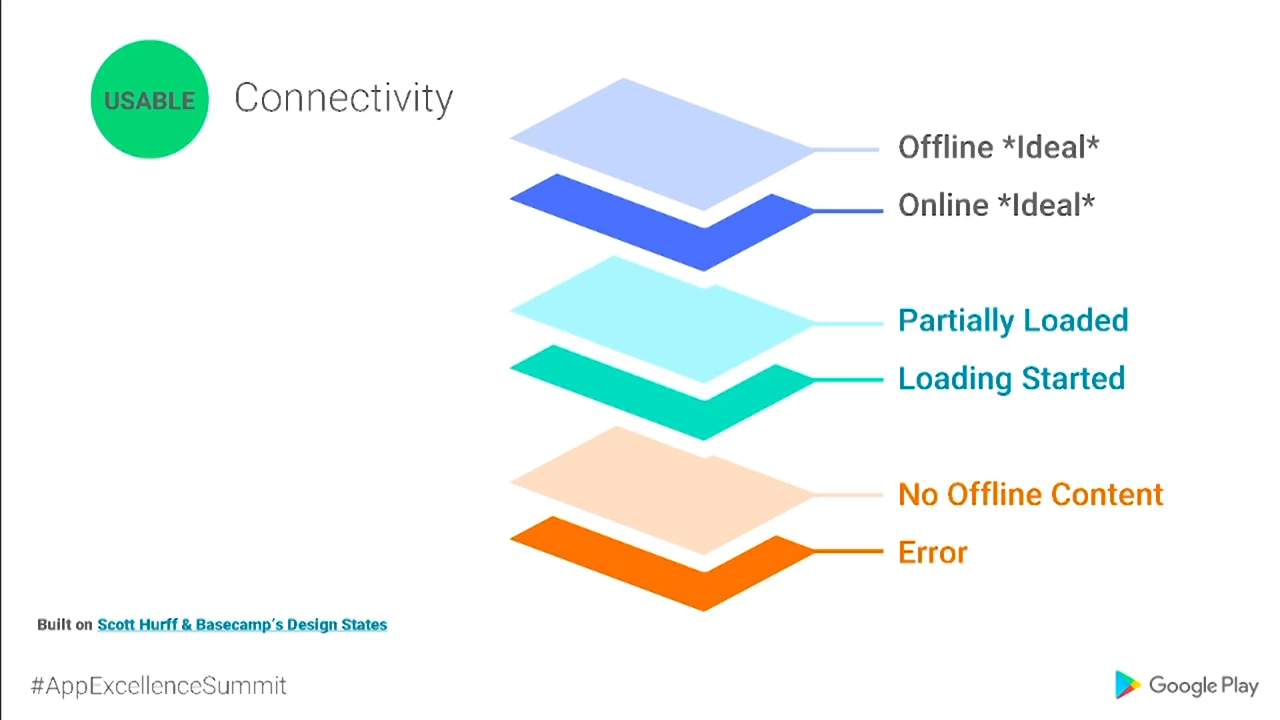 USABLE
Connectivity
Offline *Ideal*
Online *Ideal*
Partially Loaded
Loading Started
No Offline Content
Error
Built on Scott Hurff & Basecamp's Design States
#AppExcellenceSummit
Google Play